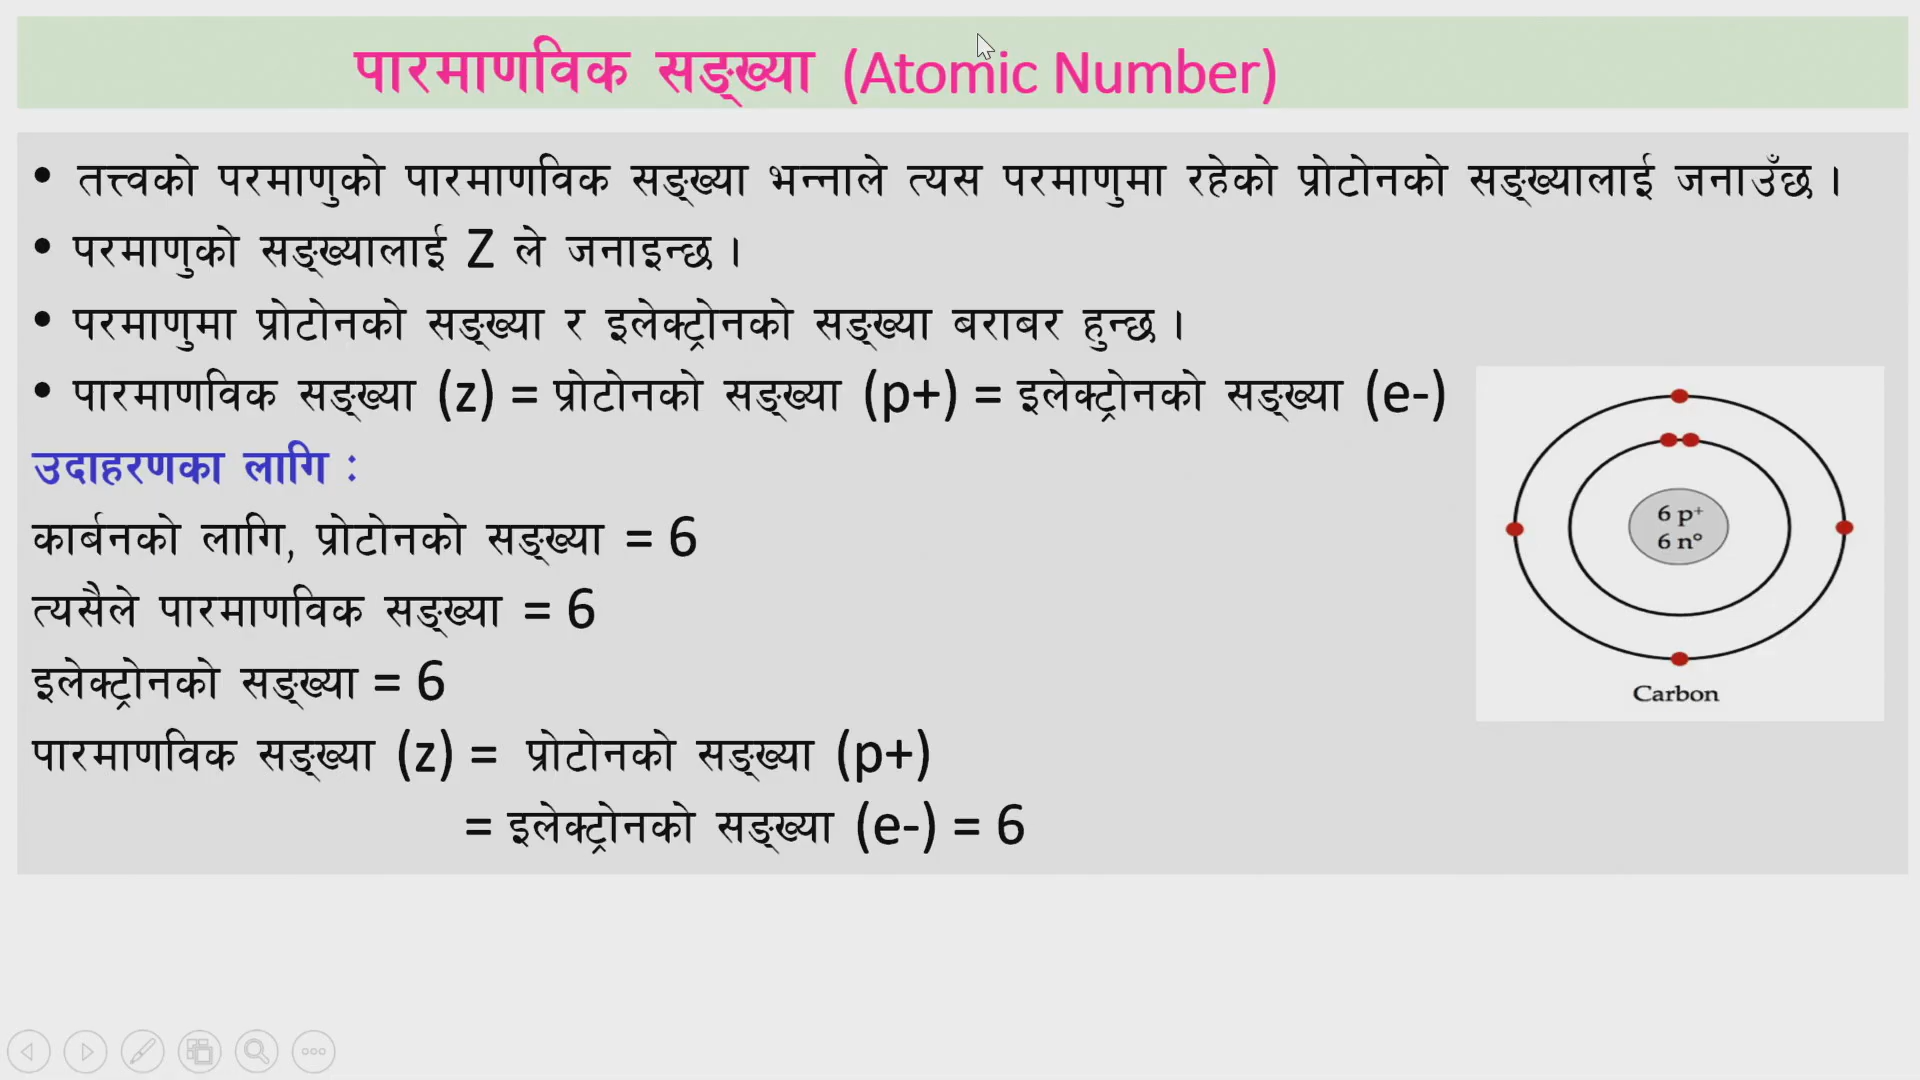 पारमाणविक सङ्ख्या (Atomic Number)
• तत्त्वको परमाणुको पारमाणविक सङ्ख्या भन्नाले त्यस परमाणुमा रहेको प्रोटोनको सङ्ख्यालाई जनाउँछ ।
• परमाणुको सङ्ख्यालाई Z ले जनाइन्छ ।
• परमाणुमा प्रोटोनको सङ्ख्या र इलेक्ट्रोनको सङ्ख्या बराबर हुन्छ ।
• पारमाणविक सङ्ख्या (z) = प्रोटोनको सङ्ख्या (p+) = इलेक्ट्रोनको सङ्ख्या (e-)
उदाहरणका लागि :
कार्बनको लागि, प्रोटोनको सङ्ख्या = 6
त्यसैले पारमाणविक सङ्ख्या = 6
इलेक्ट्रोनको सङ्ख्या = 6
पारमाणविक सङ्ख्या (z) = प्रोटोनको सङ्ख्या (p+)
= इलेक्ट्रोनको सङ्ख्या (e-) = 6
6 p⁺
6 n⁰
Carbon